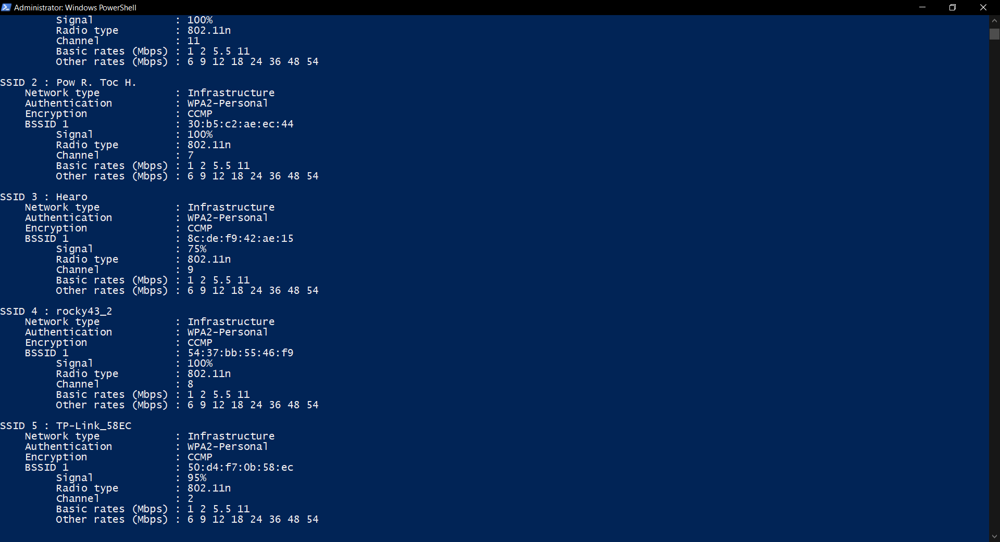 Administrator: Windows PowerShell
Signal : 100%
Radio type : 802.11n
Channel : 11
Basic rates (Mbps) : 1 2 5.5 11
Other rates (Mbps) : 6 9 12 18 24 36 48 54
SSID 2 : Pow R. Toc H.
Network type : Infrastructure
Authentication : WPA2-Personal
Encryption : CCMP
BSSID 1 : 30:b5:c2:ae:ec:44
Signal : 100%
Radio type : 802.11n
Channel : 7
Basic rates (Mbps) : 1 2 5.5 11
Other rates (Mbps) : 6 9 12 18 24 36 48 54
SSID 3 : Hearo
Network type : Infrastructure
Authentication : WPA2-Personal
Encryption : CCMP
BSSID 1 : 8c:de:f9:42:ae:15
Signal : 75%
Radio type : 802.11n
Channel : 9
Basic rates (Mbps) : 1 2 5.5 11
Other rates (Mbps) : 6 9 12 18 24 36 48 54
SSID 4 : rocky43_2
Network type : Infrastructure
Authentication : WPA2-Personal
Encryption : CCMP
BSSID 1 : 54:37:bb:55:46:f9
Signal : 100%
Radio type : 802.11n
Channel : 8
Basic rates (Mbps) : 1 2 5.5 11
Other rates (Mbps) : 6 9 12 18 24 36 48 54
SSID 5 : TP-Link_58EC
Network type : Infrastructure
Authentication : WPA2-Personal
Encryption : CCMP
BSSID 1 : 50:d4:f7:0b:58:ec
Signal : 95%
Radio type : 802.11n
Channel : 2
Basic rates (Mbps) : 1 2 5.5 11
Other rates (Mbps) : 6 9 12 18 24 36 48 54